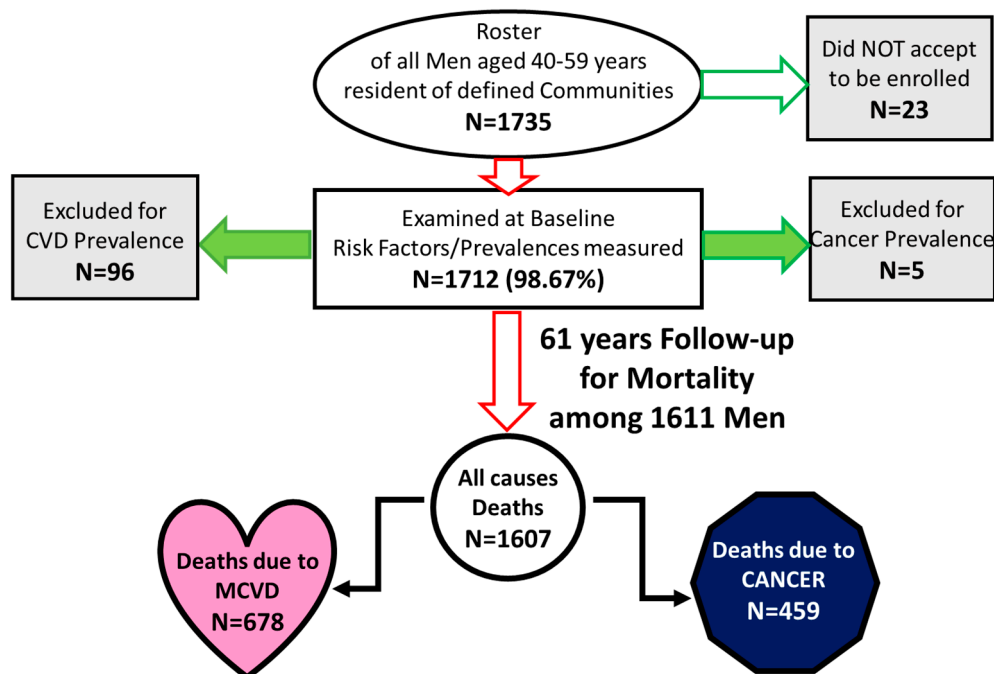 Roster
of all Men aged 40-59 years
resident of defined Communities
N=1735
Did NOT accept
to be enrolled
N=23
Excluded for
CVD Prevalence
N=96
Examined at Baseline
Risk Factors/Prevalences measured
N=1712 (98.67%)
Excluded for
Cancer Prevalence
N=5
61 years Follow-up
for Mortality
among 1611 Men
All causes
Deaths
N=1607
Deaths due to
MCVD
N=678
Deaths due to
CANCER
N=459